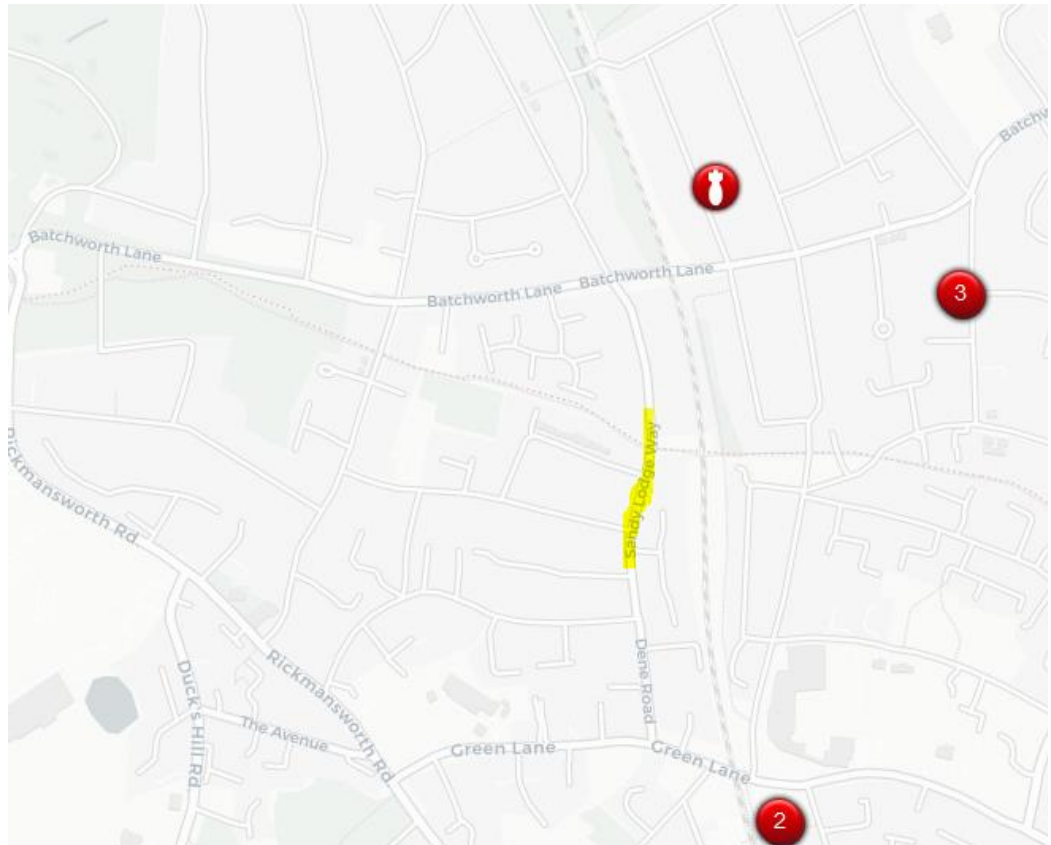 Batchworth
Batchworth Lane
Batchworth Lane
Batchworth Lane
3
Sandy Lodge Way
Rickmansworth Rd
Dene Road
Rickmansworth Rd
Duck's Hill Rd
The Avenue
Green Lane
Green Lane
2